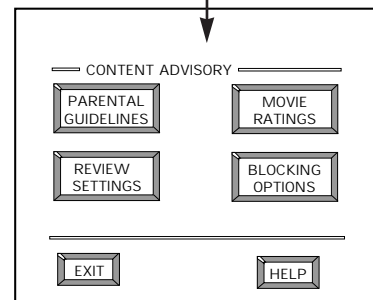 CONTENT ADVISORY
PARENTAL
GUIDELINES
MOVIE
RATINGS
REVIEW
SETTINGS
BLOCKING
OPTIONS
EXIT
HELP